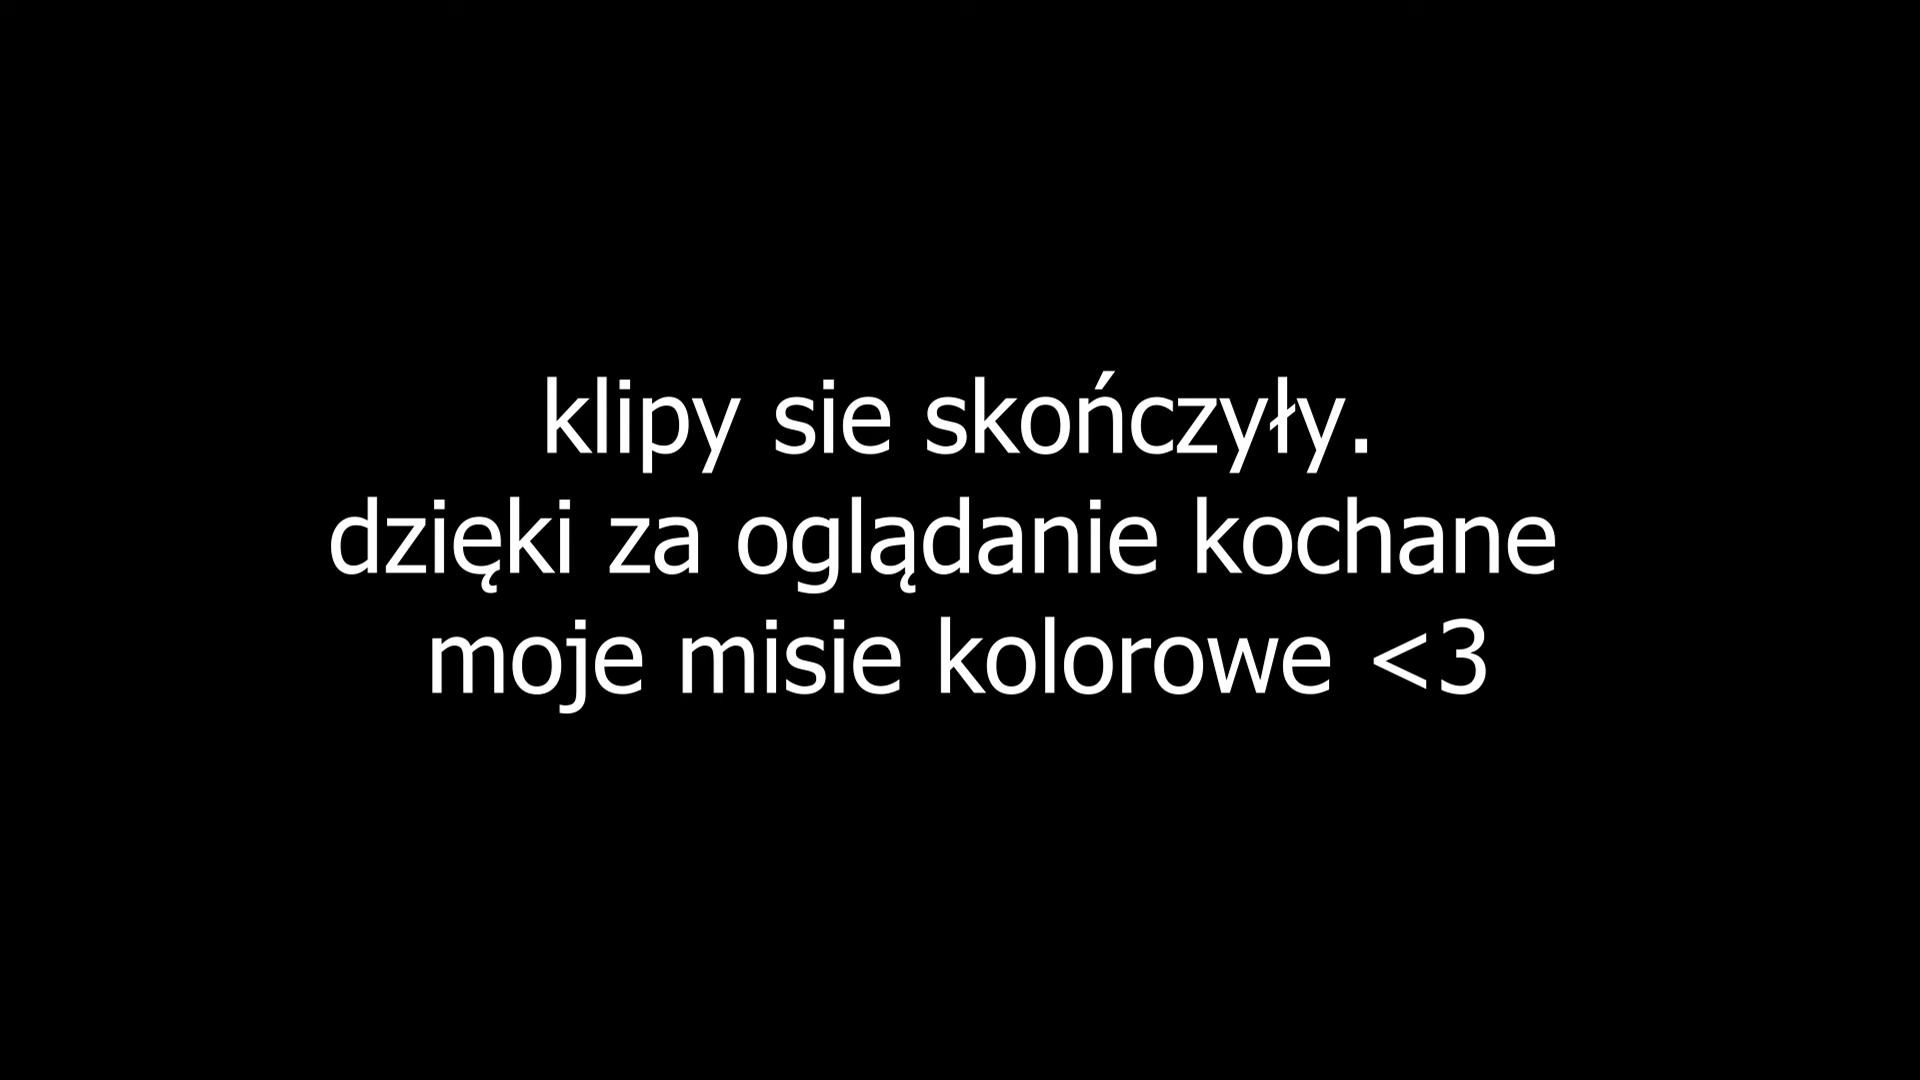 klipy sie skończyły.
dzięki za oglądanie kochane
moje misie kolorowe <3